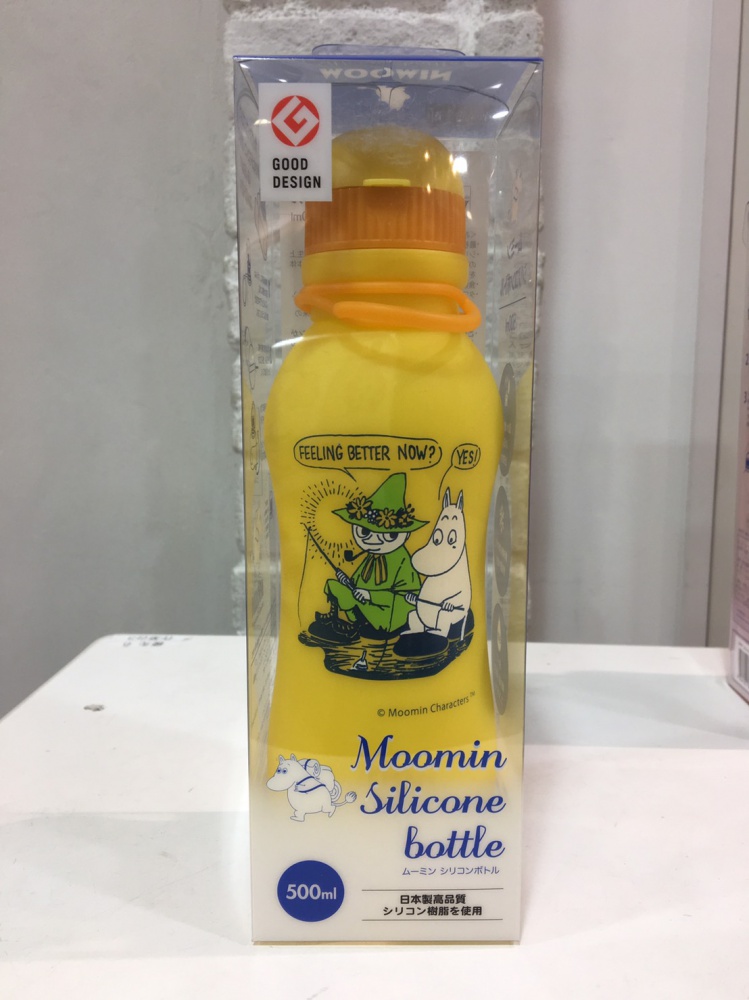 MOOMIN
GOOD
DESIGN
FEELING BETTER NOW?
YES!
© Moomin Characters™
Moomin
Silicone
bottle
ムーミン シリコンボトル
500ml
日本製高品質
シリコン樹脂を使用